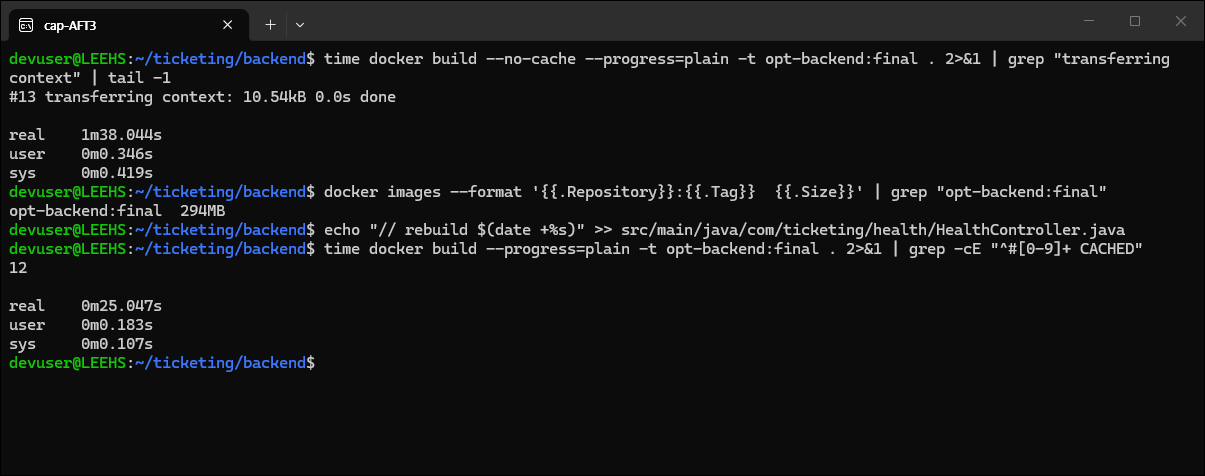 cap-AFT3
devuser@LEEHS:~/ticketing/backend$ time docker build --no-cache --progress=plain -t opt-backend:final . 2>&1 | grep "transferring
context" | tail -1
#13 transferring context: 10.54kB 0.0s done
real    1m38.044s
user    0m0.346s
sys     0m0.419s
devuser@LEEHS:~/ticketing/backend$ docker images --format '{{.Repository}}:{{.Tag}}  {{.Size}}' | grep "opt-backend:final"
opt-backend:final  294MB
devuser@LEEHS:~/ticketing/backend$ echo "// rebuild $(date +%s)" >> src/main/java/com/ticketing/health/HealthController.java
devuser@LEEHS:~/ticketing/backend$ time docker build --progress=plain -t opt-backend:final . 2>&1 | grep -cE "^#[0-9]+ CACHED"
12
real    0m25.047s
user    0m0.183s
sys     0m0.107s
devuser@LEEHS:~/ticketing/backend$